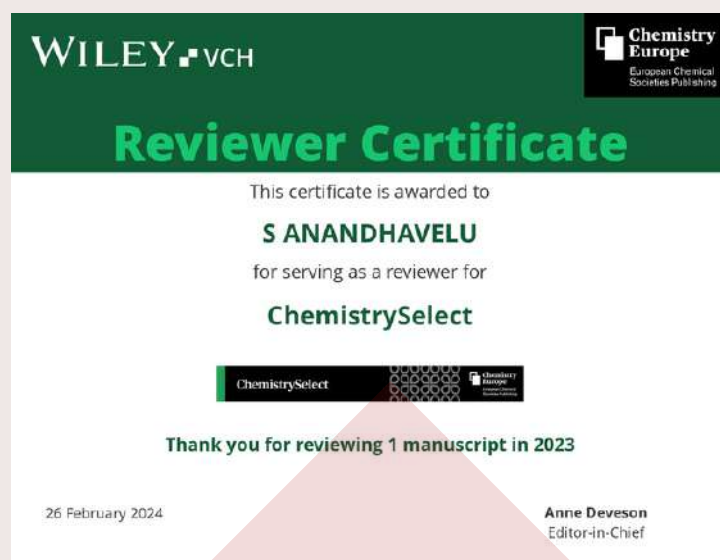 WILEY VCH
Chemistry
Europe
European Chemical
Societies Publishing
Reviewer Certificate
This certificate is awarded to
S ANANDHAVELU
for serving as a reviewer for
ChemistrySelect
ChemistrySelect
Chemistry
Europe
Thank you for reviewing 1 manuscript in 2023
26 February 2024
Anne Deveson
Editor-in-Chief